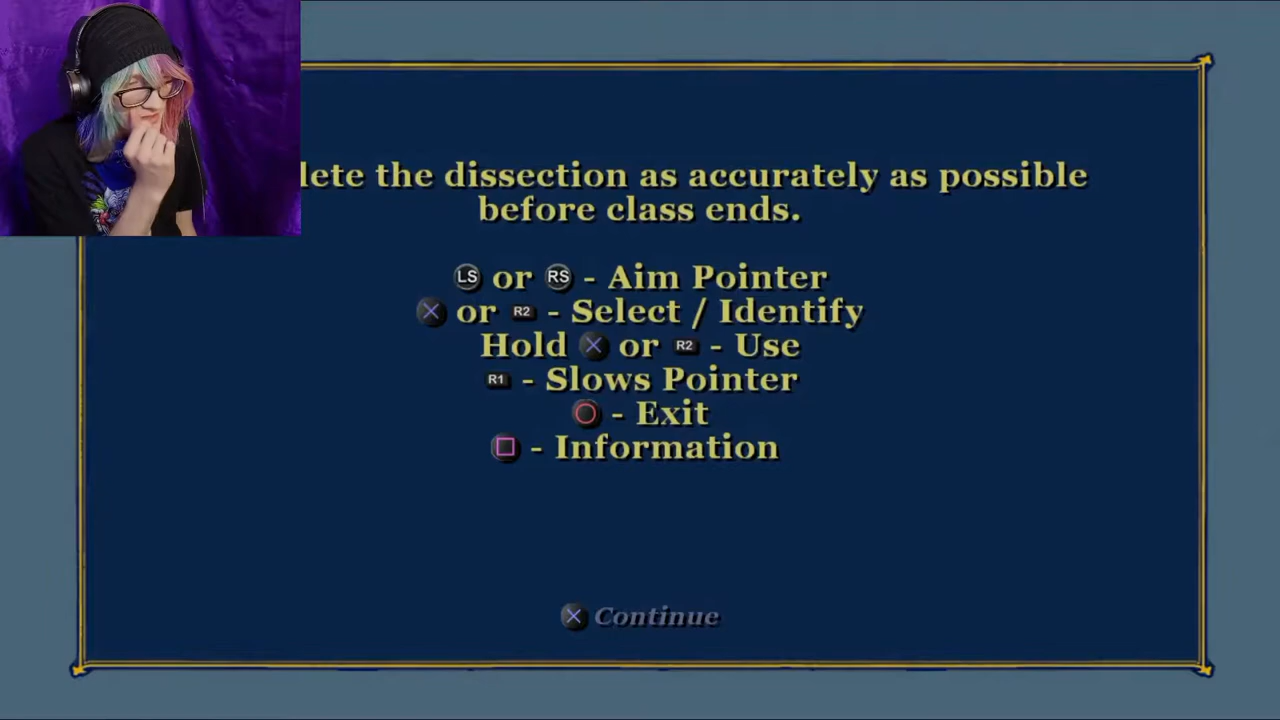 the dissection as accurately as possible
before class ends.
LS or RS - Aim Pointer
X or R2 - Select / Identify
Hold X or R2 - Use
R1 - Slows Pointer
O - Exit
□ - Information
X Continue